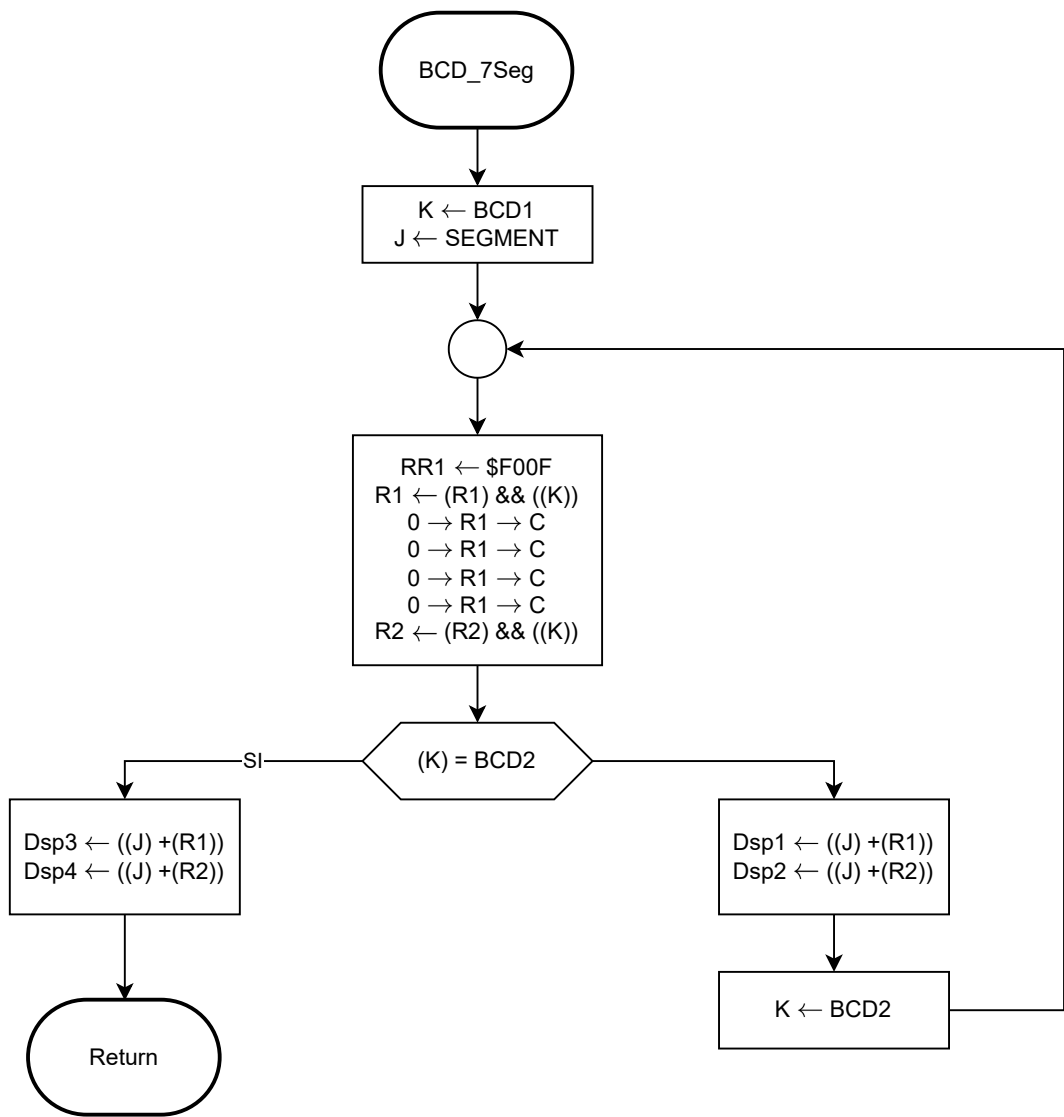 BCD_7Seg
K ← BCD1
J ← SEGMENT
RR1 ← $F00F
R1 ← (R1) && ((K))
0 → R1 → C
0 → R1 → C
0 → R1 → C
0 → R1 → C
R2 ← (R2) && ((K))
(K) = BCD2
SI
Dsp3 ← ((J) +(R1))
Dsp4 ← ((J) +(R2))
Dsp1 ← ((J) +(R1))
Dsp2 ← ((J) +(R2))
K ← BCD2
Return